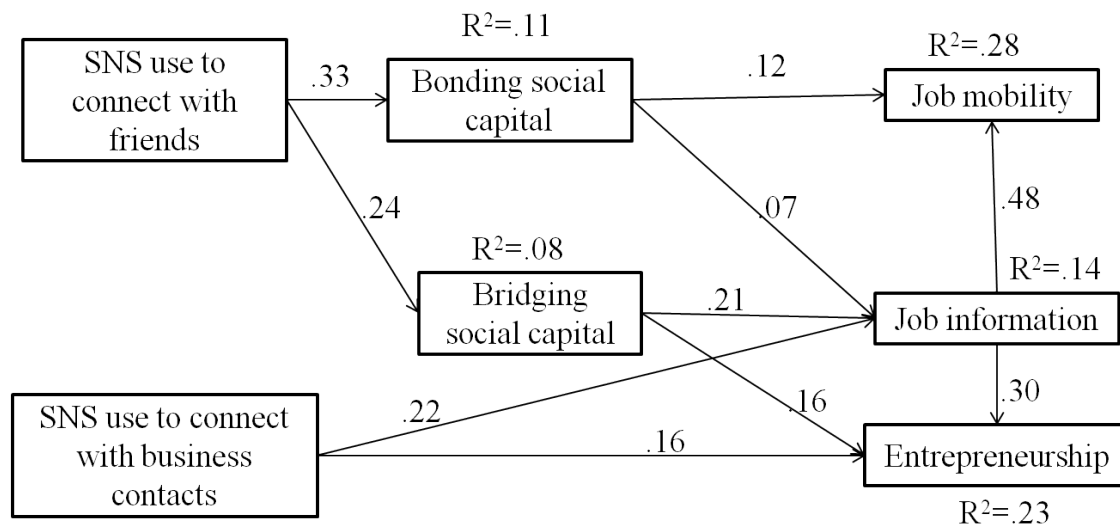 R²=.11
SNS use to
connect with
friends
.33
Bonding social
capital
.12
R²=.28
Job mobility
.24
.07
.48
R²=.08
Bridging
social capital
.21
R²=.14
Job information
SNS use to connect
with business
contacts
.22
.16
.16
.30
Entrepreneurship
R²=.23